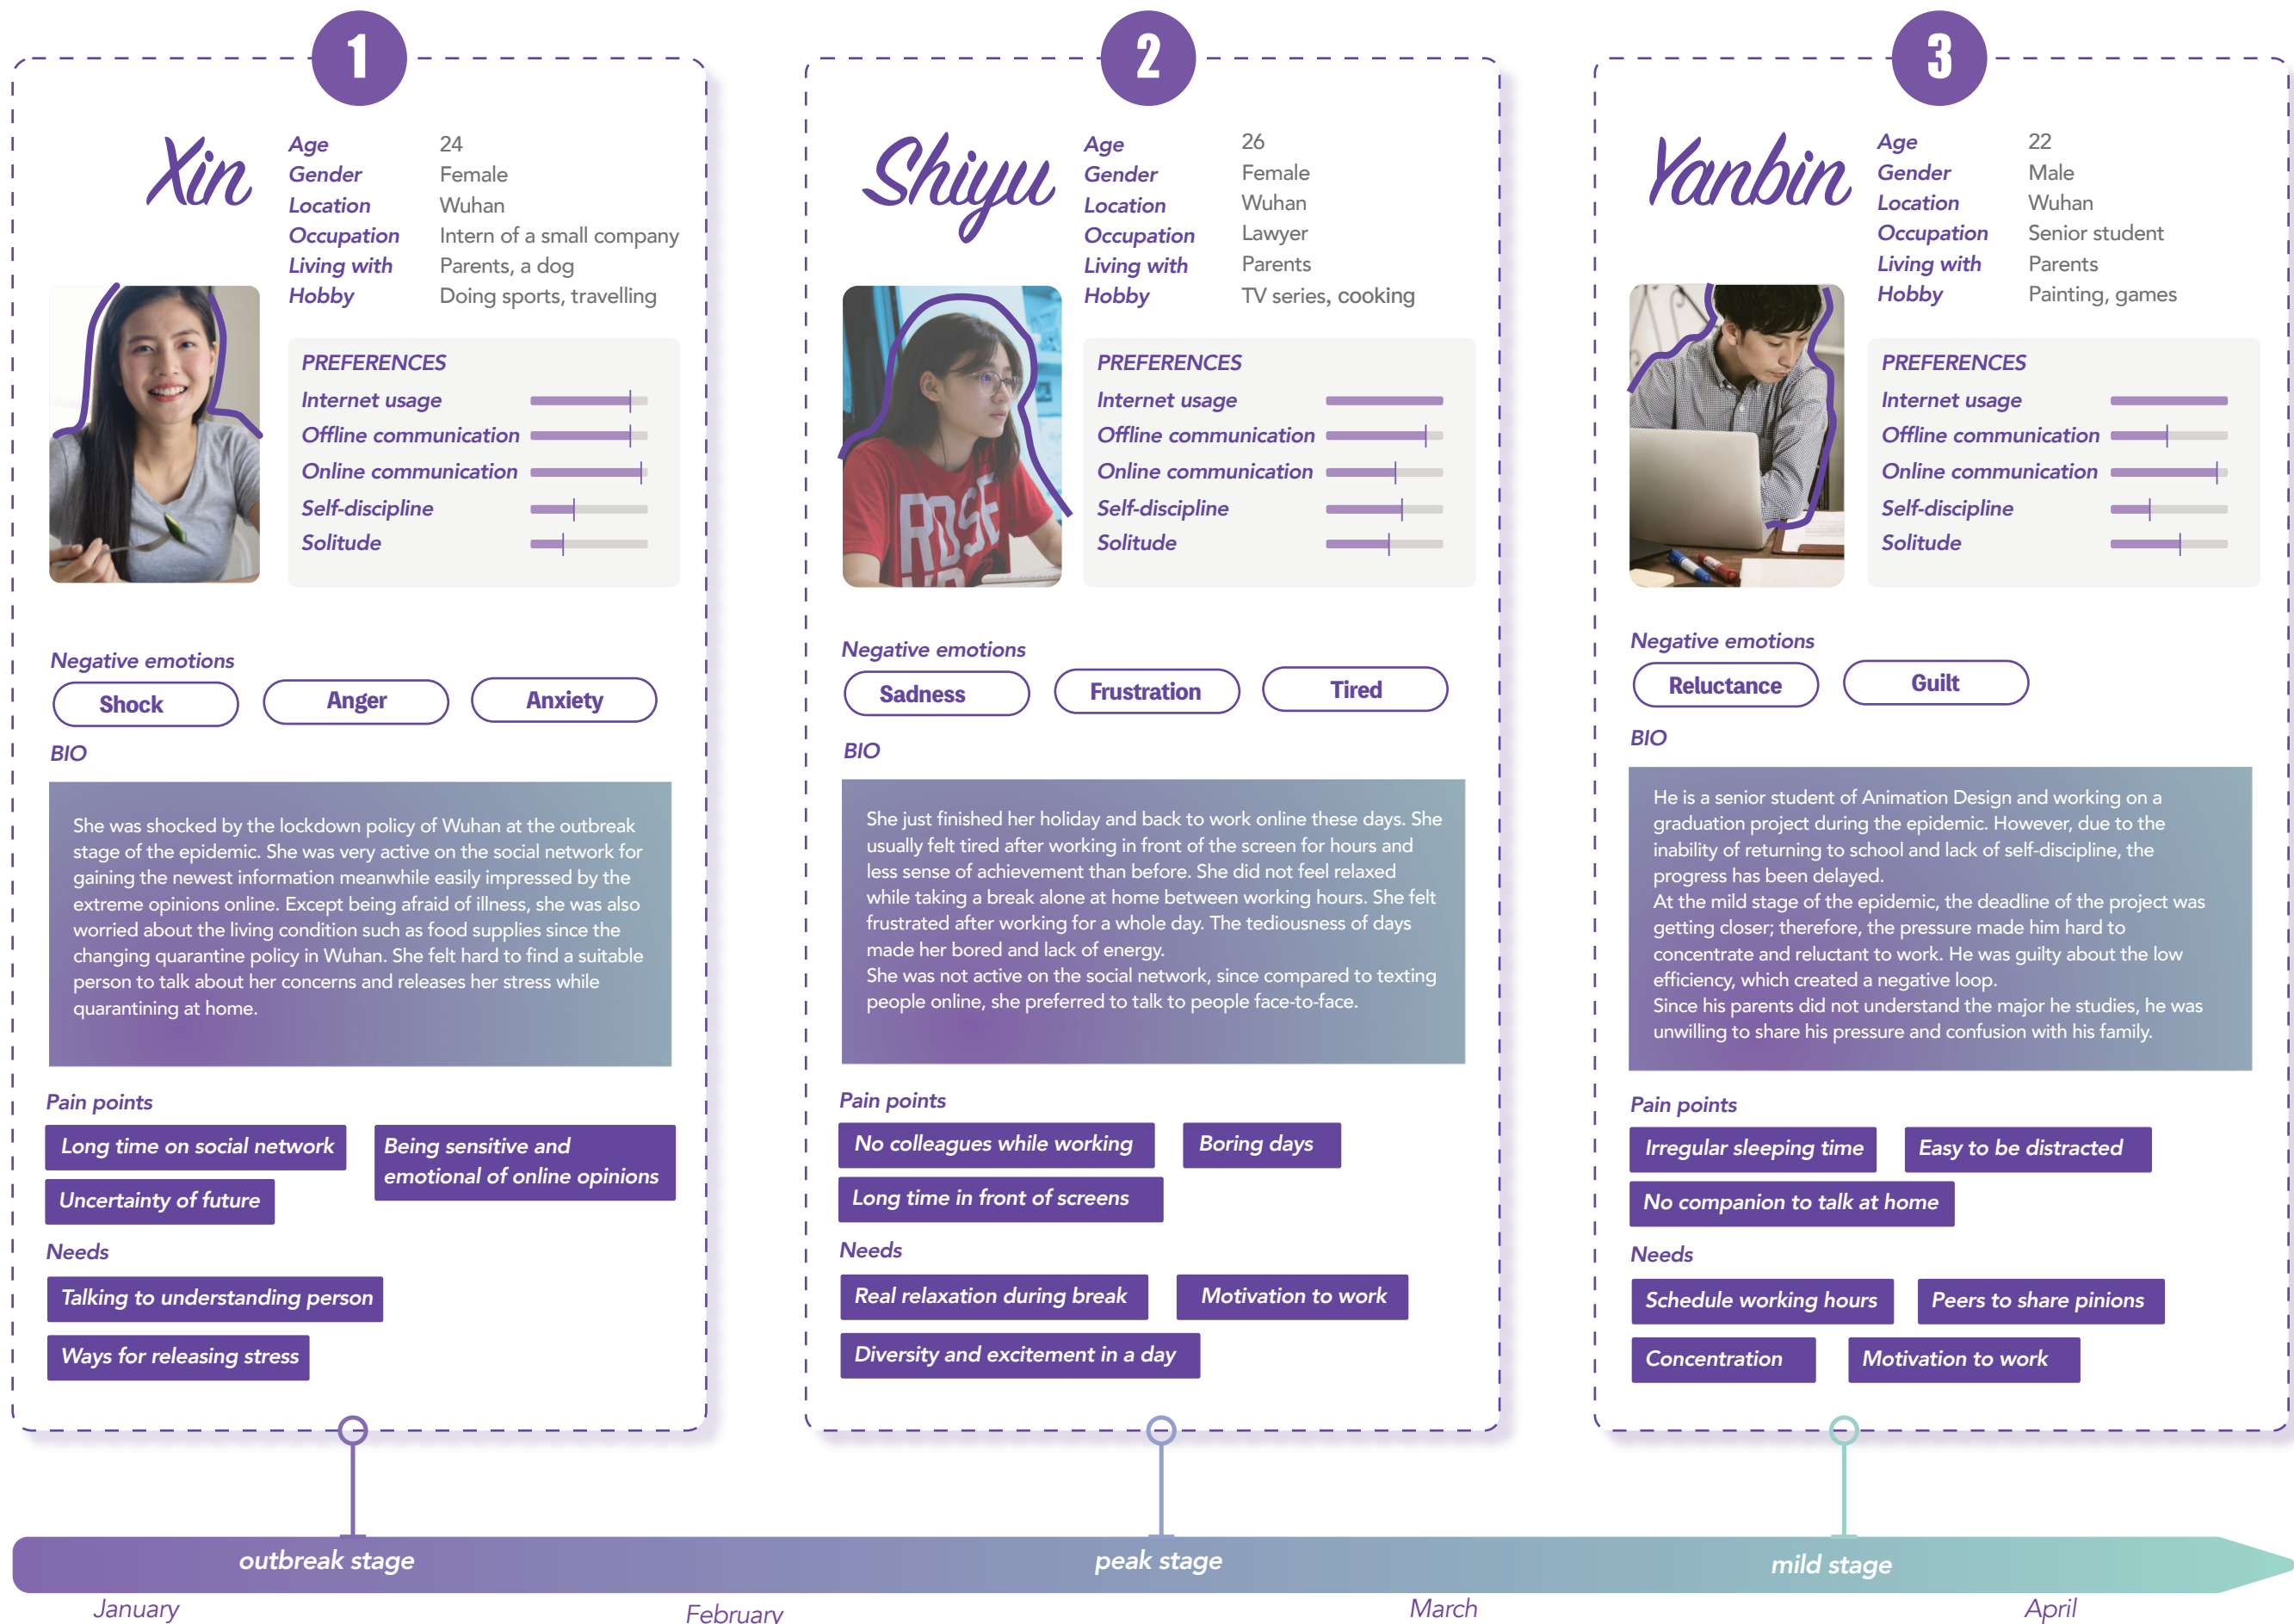 1
Xin
Age 24
Gender Female
Location Wuhan
Occupation Intern of a small company
Living with Parents, a dog
Hobby Doing sports, travelling
PREFERENCES
Internet usage
Offline communication
Online communication
Self-discipline
Solitude
Negative emotions
Shock Anger Anxiety
BIO
She was shocked by the lockdown policy of Wuhan at the outbreak
stage of the epidemic. She was very active on the social network for
gaining the newest information meanwhile easily impressed by the
extreme opinions online. Except being afraid of illness, she was also
worried about the living condition such as food supplies since the
changing quarantine policy in Wuhan. She felt hard to find a suitable
person to talk about her concerns and releases her stress while
quarantining at home.
Pain points
Long time on social network
Being sensitive and
emotional of online opinions
Uncertainty of future
Needs
Talking to understanding person
Ways for releasing stress
2
Shiyu
Age 26
Gender Female
Location Wuhan
Occupation Lawyer
Living with Parents
Hobby TV series, cooking
ROSE
PREFERENCES
Internet usage
Offline communication
Online communication
Self-discipline
Solitude
Negative emotions
Sadness Frustration Tired
BIO
She just finished her holiday and back to work online these days. She
usually felt tired after working in front of the screen for hours and
less sense of achievement than before. She did not feel relaxed
while taking a break alone at home between working hours. She felt
frustrated after working for a whole day. The tediousness of days
made her bored and lack of energy.
She was not active on the social network, since compared to texting
people online, she preferred to talk to people face-to-face.
Pain points
No colleagues while working Boring days
Long time in front of screens
Needs
Real relaxation during break Motivation to work
Diversity and excitement in a day
3
Yanbin
Age 22
Gender Male
Location Wuhan
Occupation Senior student
Living with Parents
Hobby Painting, games
PREFERENCES
Internet usage
Offline communication
Online communication
Self-discipline
Solitude
Negative emotions
Reluctance Guilt
BIO
He is a senior student of Animation Design and working on a
graduation project during the epidemic. However, due to the
inability of returning to school and lack of self-discipline, the
progress has been delayed.
At the mild stage of the epidemic, the deadline of the project was
getting closer; therefore, the pressure made him hard to
concentrate and reluctant to work. He was guilty about the low
efficiency, which created a negative loop.
Since his parents did not understand the major he studies, he was
unwilling to share his pressure and confusion with his family.
Pain points
Irregular sleeping time Easy to be distracted
No companion to talk at home
Needs
Schedule working hours Peers to share pinions
Concentration Motivation to work
outbreak stage peak stage mild stage
January February March April